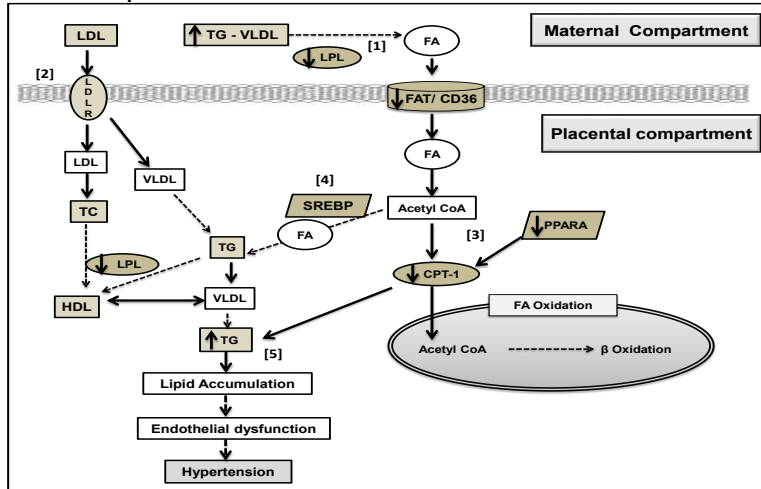 LDL
TG - VLDL
[1]
FA
Maternal Compartment
LPL
[2]
L
D
L
R
FAT/ CD36
Placental compartment
LDL
VLDL
FA
[4]
SREBP
Acetyl CoA
TC
FA
[3]
PPARA
TG
LPL
CPT-1
HDL
VLDL
FA Oxidation
TG
[5]
Acetyl CoA
β Oxidation
Lipid Accumulation
Endothelial dysfunction
Hypertension